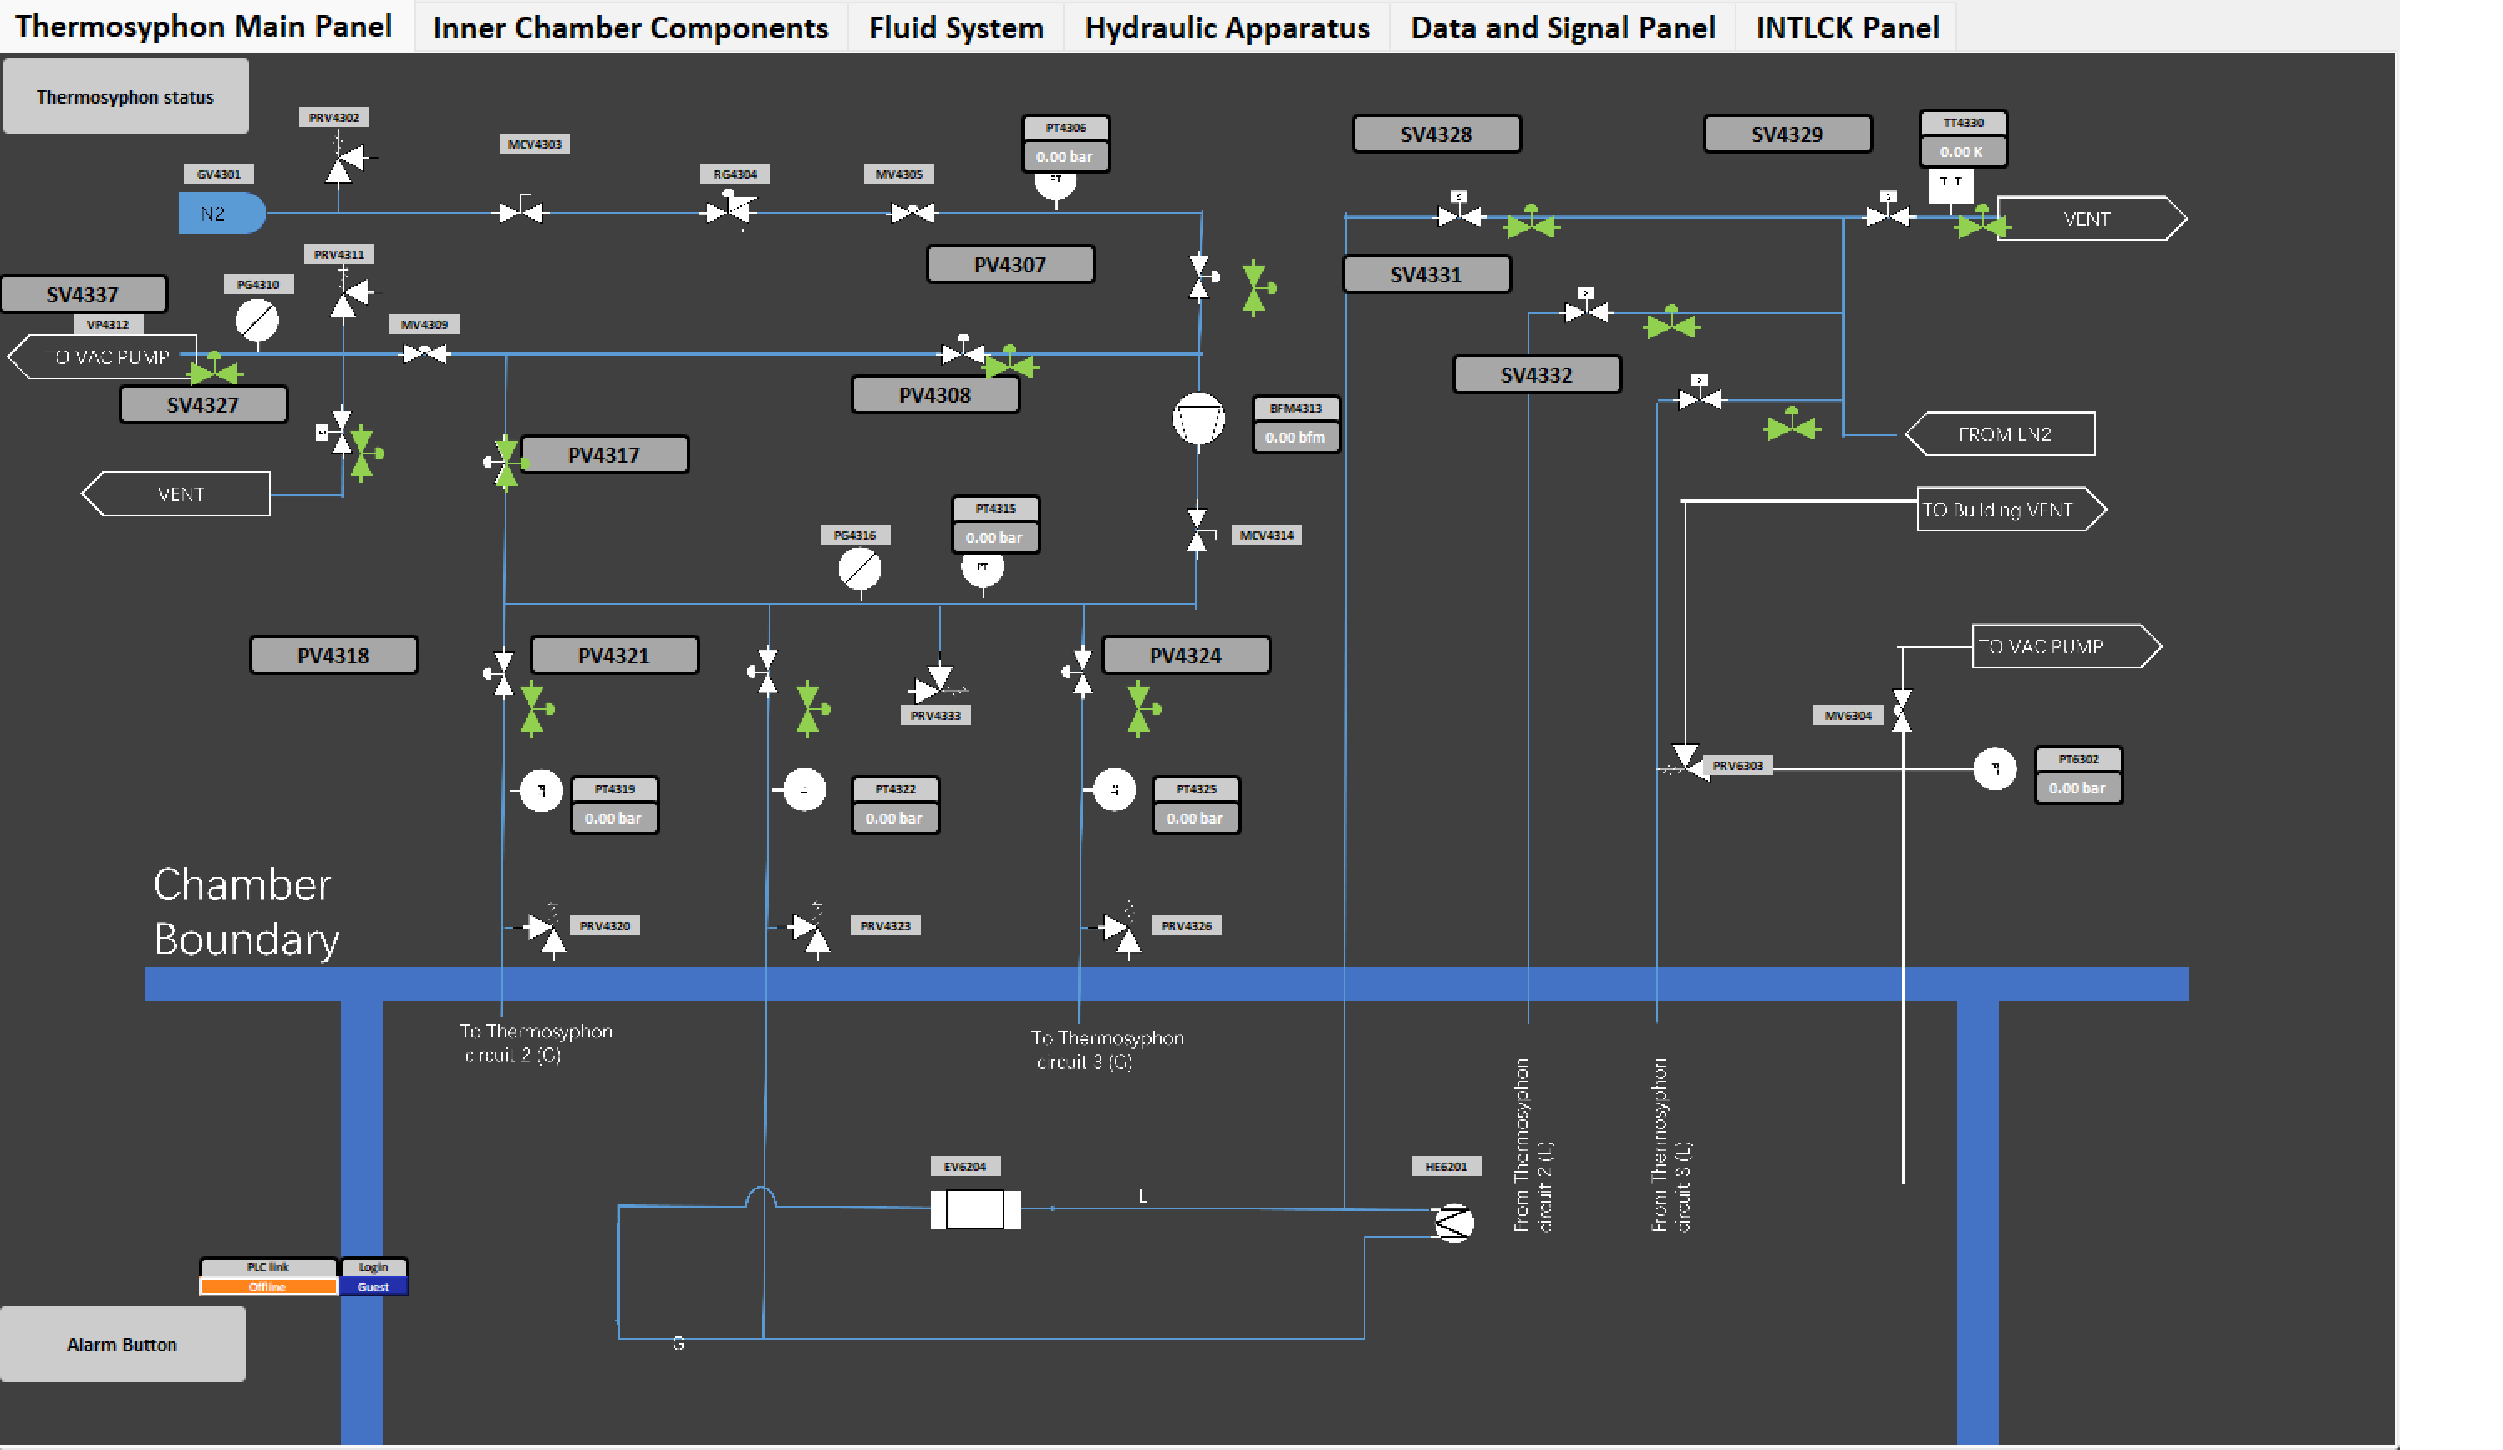 Thermosyphon Main Panel
Inner Chamber Components
Fluid System
Hydraulic Apparatus
Data and Signal Panel
INTLCK Panel
Thermosyphon status
PRV4302
MCV4303
GV4301
N2
RG4304
MV4305
PT4306
0.00 bar
SV4328
SV4329
TT4330
0.00 K
T T
VENT
PRV4311
PV4307
SV4331
SV4337
PG4310
VP4312
MV4309
TO VAC PUMP
SV4327
PV4308
SV4332
BFM4313
0.00 bfm
FROM LN2
PV4317
VENT
TO Building VENT
PT4315
0.00 bar
PG4316
MCV4314
PV4318
PV4321
PV4324
TO VAC PUMP
PRV4333
MV6304
PRV6303
PT6302
0.00 bar
PT4319
0.00 bar
PT4322
0.00 bar
PT4325
0.00 bar
Chamber
Boundary
PRV4320
PRV4323
PRV4326
To Thermosyphon
circuit 2 (G)
To Thermosyphon
circuit 3 (G)
From Thermosyphon
circuit 2 (L)
From Thermosyphon
circuit 3 (L)
EV6204
L
HE6201
PLC link
Login
Offline
Guest
G
Alarm Button